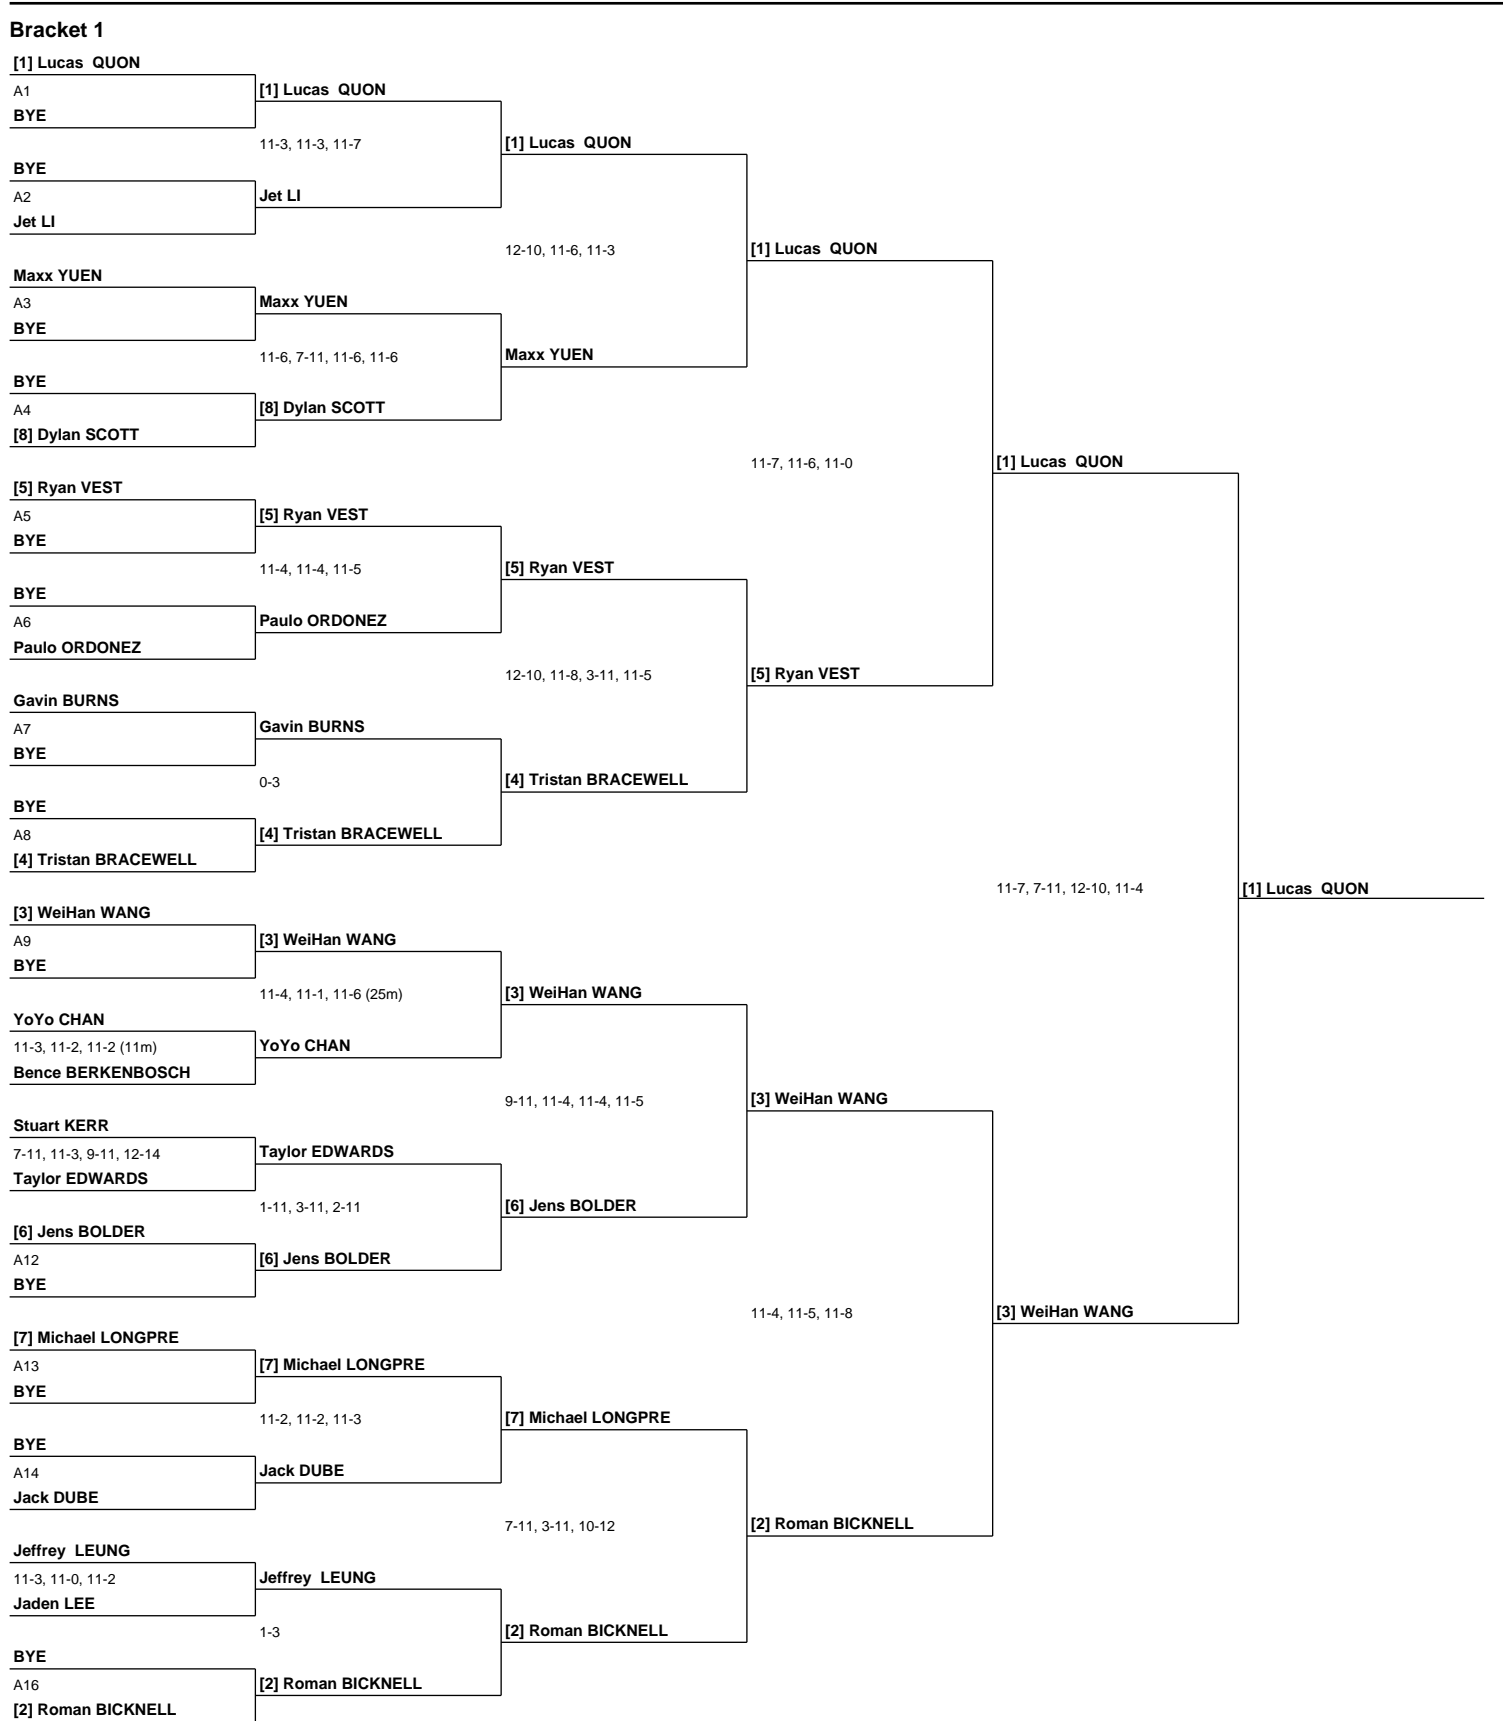 Bracket 1
[1] Lucas  QUON
A1
[1] Lucas  QUON
BYE
11-3, 11-3, 11-7
[1] Lucas  QUON
BYE
A2
Jet LI
Jet LI
12-10, 11-6, 11-3
[1] Lucas  QUON
Maxx YUEN
A3
Maxx YUEN
BYE
11-6, 7-11, 11-6, 11-6
Maxx YUEN
BYE
A4
[8] Dylan SCOTT
[8] Dylan SCOTT
11-7, 11-6, 11-0
[1] Lucas  QUON
[5] Ryan VEST
A5
[5] Ryan VEST
BYE
11-4, 11-4, 11-5
[5] Ryan VEST
BYE
A6
Paulo ORDONEZ
Paulo ORDONEZ
12-10, 11-8, 3-11, 11-5
[5] Ryan VEST
Gavin BURNS
A7
Gavin BURNS
BYE
0-3
[4] Tristan BRACEWELL
BYE
A8
[4] Tristan BRACEWELL
[4] Tristan BRACEWELL
11-7, 7-11, 12-10, 11-4
[1] Lucas  QUON
[3] WeiHan WANG
A9
[3] WeiHan WANG
BYE
11-4, 11-1, 11-6 (25m)
[3] WeiHan WANG
YoYo CHAN
11-3, 11-2, 11-2 (11m)
YoYo CHAN
Bence BERKENBOSCH
9-11, 11-4, 11-4, 11-5
[3] WeiHan WANG
Stuart KERR
7-11, 11-3, 9-11, 12-14
Taylor EDWARDS
Taylor EDWARDS
1-11, 3-11, 2-11
[6] Jens BOLDER
[6] Jens BOLDER
A12
[6] Jens BOLDER
BYE
11-4, 11-5, 11-8
[3] WeiHan WANG
[7] Michael LONGPRE
A13
[7] Michael LONGPRE
BYE
11-2, 11-2, 11-3
[7] Michael LONGPRE
BYE
A14
Jack DUBE
Jack DUBE
7-11, 3-11, 10-12
[2] Roman BICKNELL
Jeffrey  LEUNG
11-3, 11-0, 11-2
Jeffrey  LEUNG
Jaden LEE
1-3
[2] Roman BICKNELL
BYE
A16
[2] Roman BICKNELL
[2] Roman BICKNELL